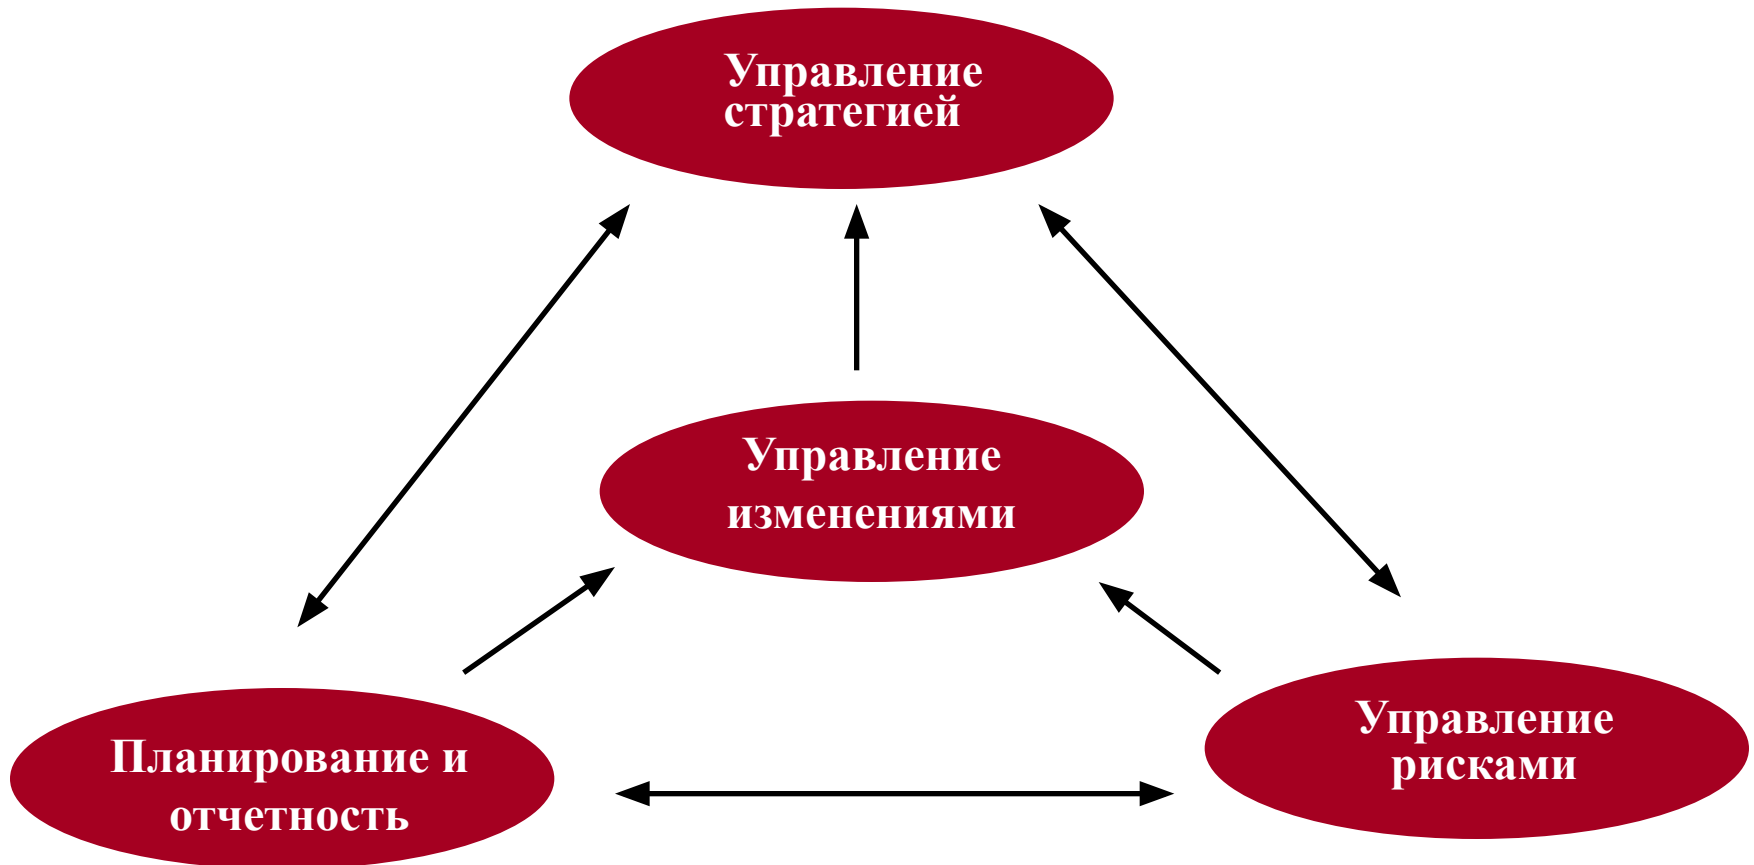 Управление
стратегией
Управление
изменениями
Планирование и
отчетность
Управление
рисками